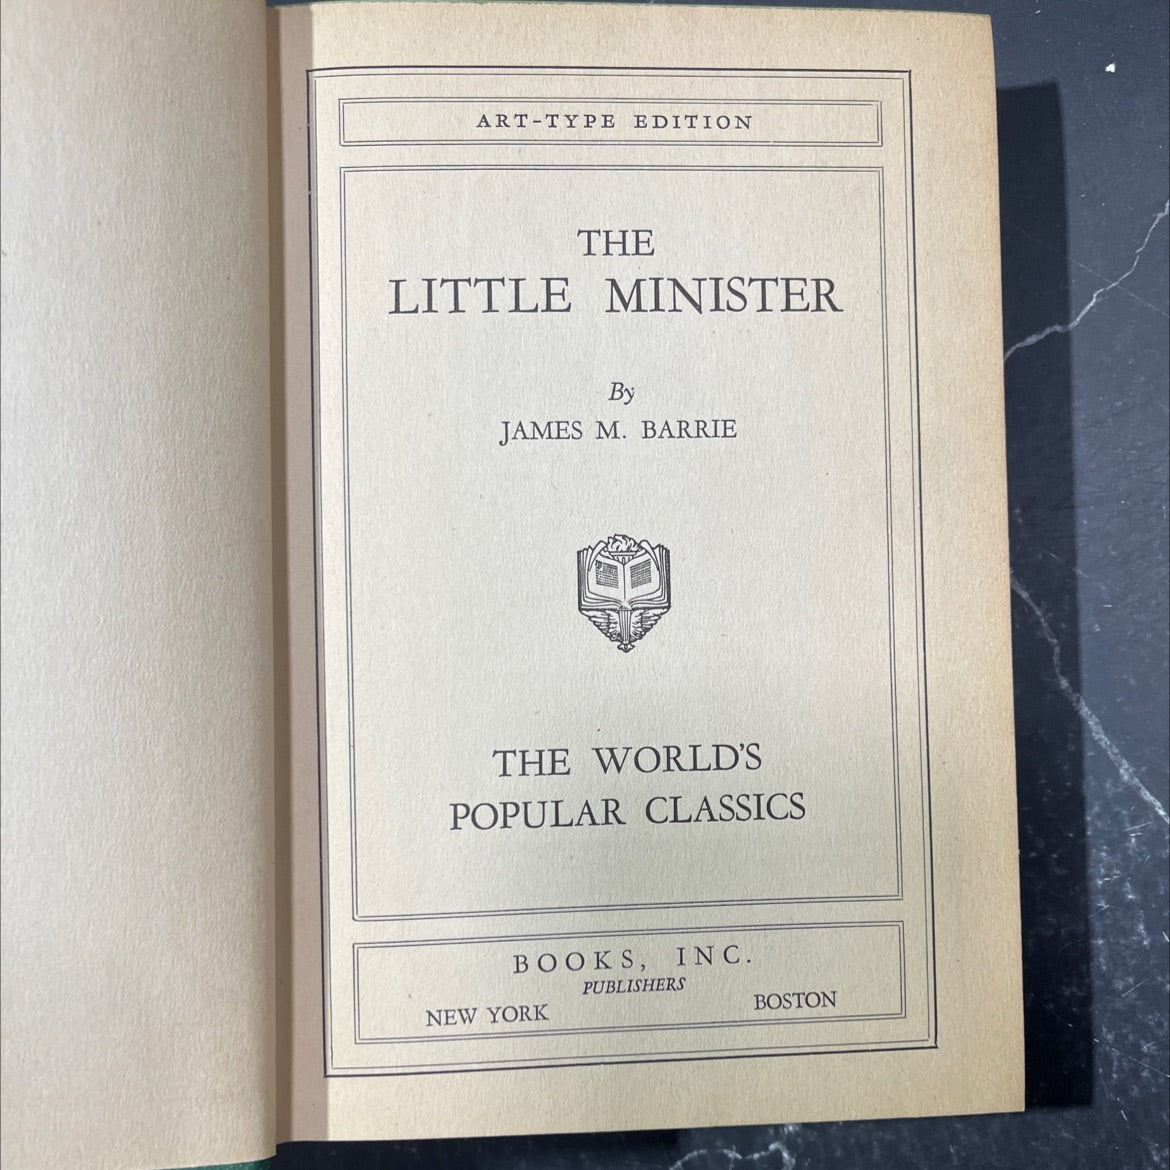 ART-TYPE EDITION
THE
LITTLE MINISTER
By
JAMES M. BARRIE
THE WORLD'S
POPULAR CLASSICS
BOOKS, INC.
PUBLISHERS
NEW YORK BOSTON